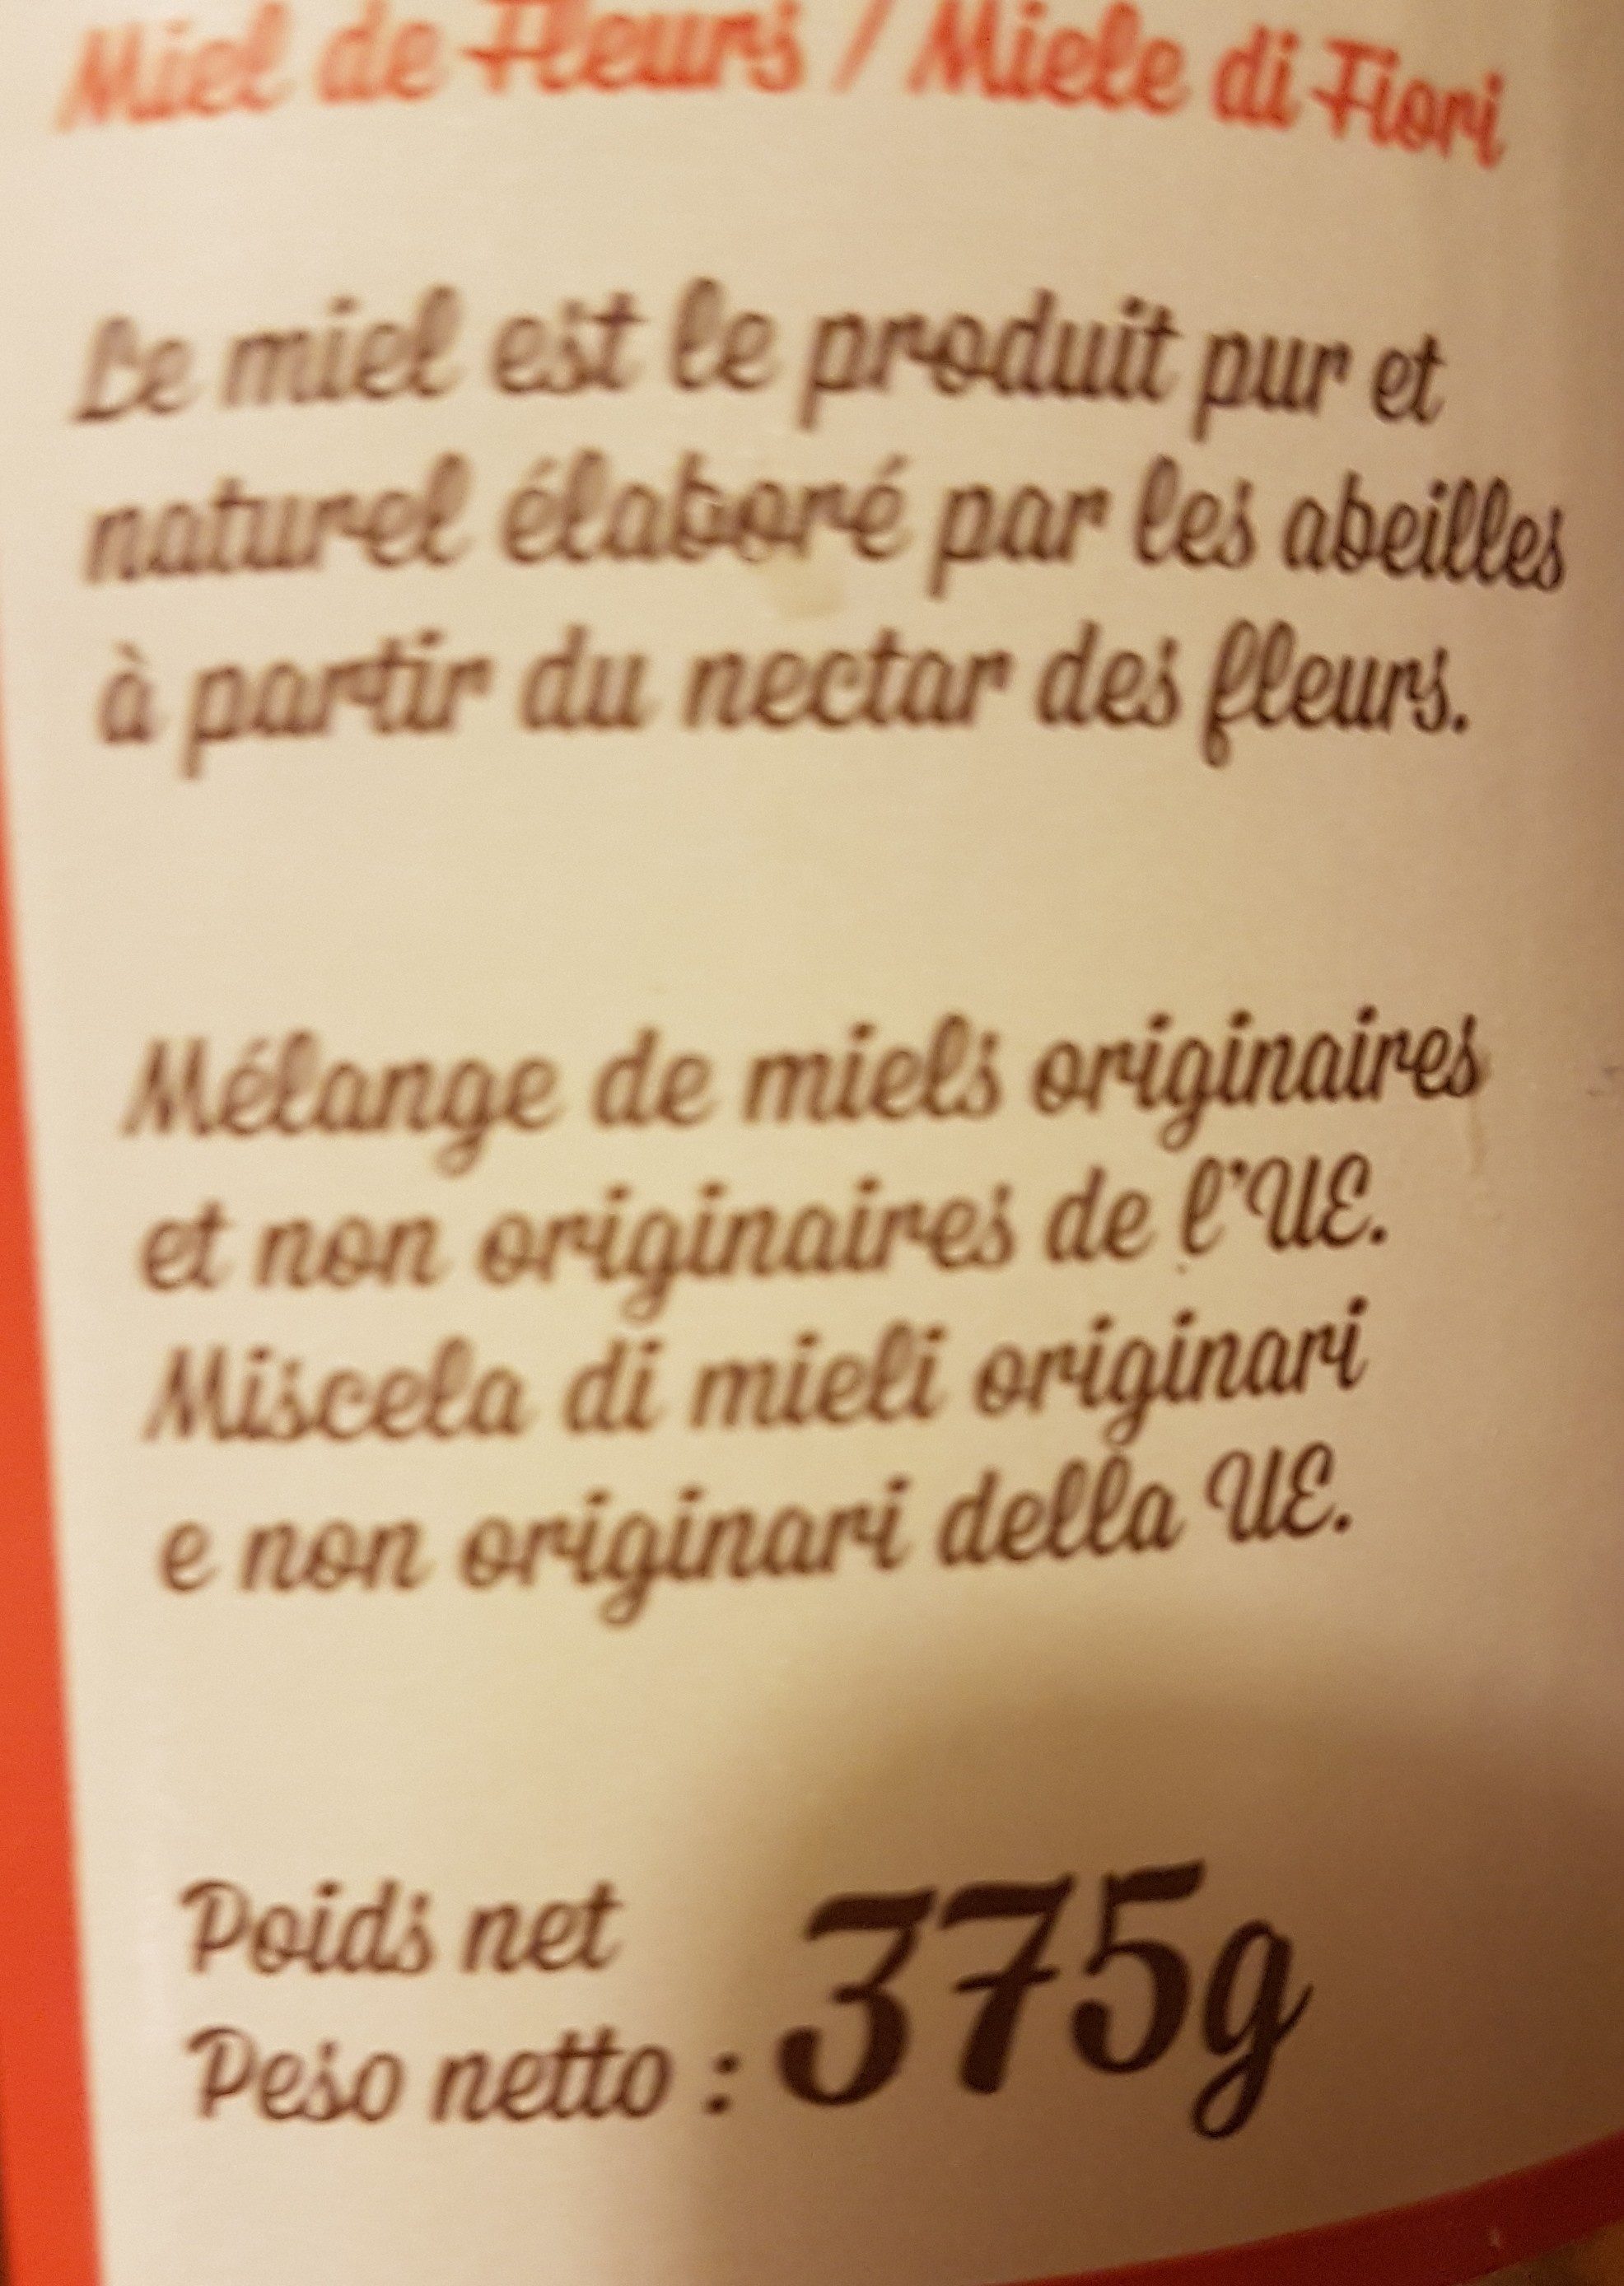 Miel de Fleurs / Miele di Fiori
Le miel est le produit pur et
naturel élaboré par les abeilles
à partir du nectar des fleurs.
Mélange de miels originaires
et non originaires de l'UE.
Miscela di mieli originari
e non originari della UE.
Poids net
Peso netto : 375g